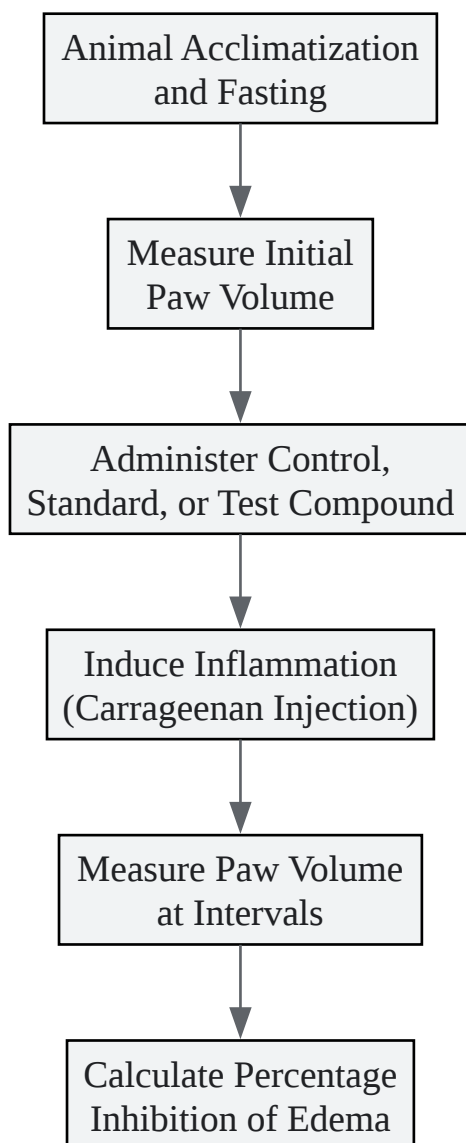 Animal Acclimatization
and Fasting
Measure Initial
Paw Volume
Administer Control,
Standard, or Test Compound
Induce Inflammation
(Carrageenan Injection)
Measure Paw Volume
at Intervals
Calculate Percentage
Inhibition of Edema